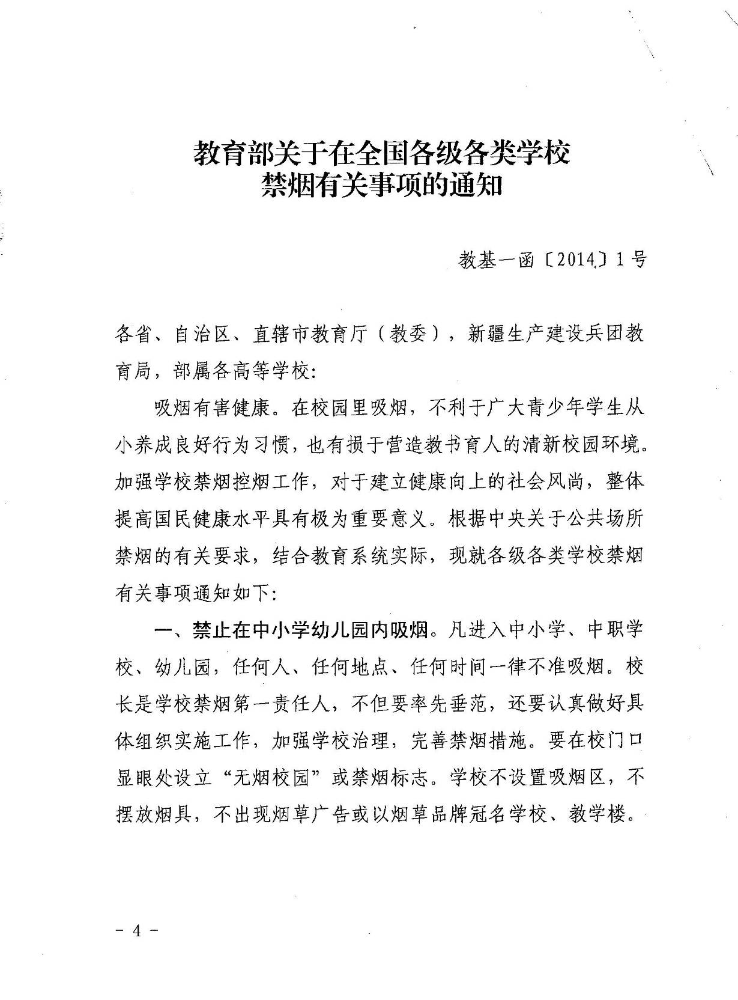 教育部关于在全国各级各类学校
禁烟有关事项的通知
教基一函〔2014〕1号
各省、自治区、直辖市教育厅（教委），新疆生产建设兵团教
育局，部属各高等学校：
吸烟有害健康。在校园里吸烟，不利于广大青少年学生从
小养成良好行为习惯，也有损于营造教书育人的清新校园环境。
加强学校禁烟控烟工作，对于建立健康向上的社会风尚，整体
提高国民健康水平具有极为重要意义。根据中央关于公共场所
禁烟的有关要求，结合教育系统实际，现就各级各类学校禁烟
有关事项通知如下：
一、禁止在中小学幼儿园内吸烟。凡进入中小学、中职学
校、幼儿园，任何人、任何地点、任何时间一律不准吸烟。校
长是学校禁烟第一责任人，不但要率先垂范，还要认真做好具
体组织实施工作，加强学校治理，完善禁烟措施。要在校门口
显眼处设立“无烟校园”或禁烟标志。学校不设置吸烟区，不
摆放烟具，不出现烟草广告或以烟草品牌冠名学校、教学楼。
- 4 -